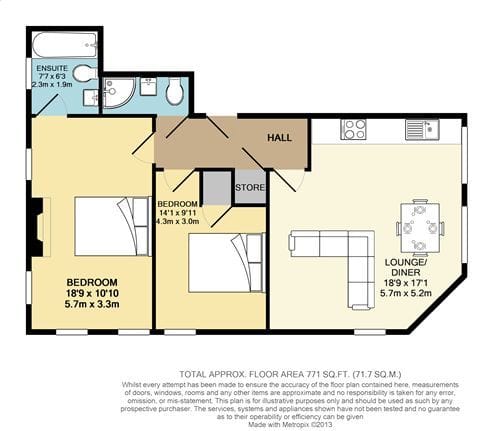 ENSUITE
7'7 x 6'3
2.3m x 1.9m
HALL
BEDROOM
14'1 x 9'11
4.3m x 3.0m
STORE
BEDROOM
18'9 x 10'10
5.7m x 3.3m
LOUNGE/
DINER
18'9 x 17'1
5.7m x 5.2m
TOTAL APPROX. FLOOR AREA 771 SQ.FT. (71.7 SQ.M.)
Whilst every attempt has been made to ensure the accuracy of the floor plan contained here, measurements
of doors, windows, rooms and any other items are approximate and no responsibility is taken for any error,
omission, or mis-statement. This plan is for illustrative purposes only and should be used as such by any
prospective purchaser. The services, systems and appliances shown have not been tested and no guarantee
as to their operability or efficiency can be given
Made with Metropix ©2013